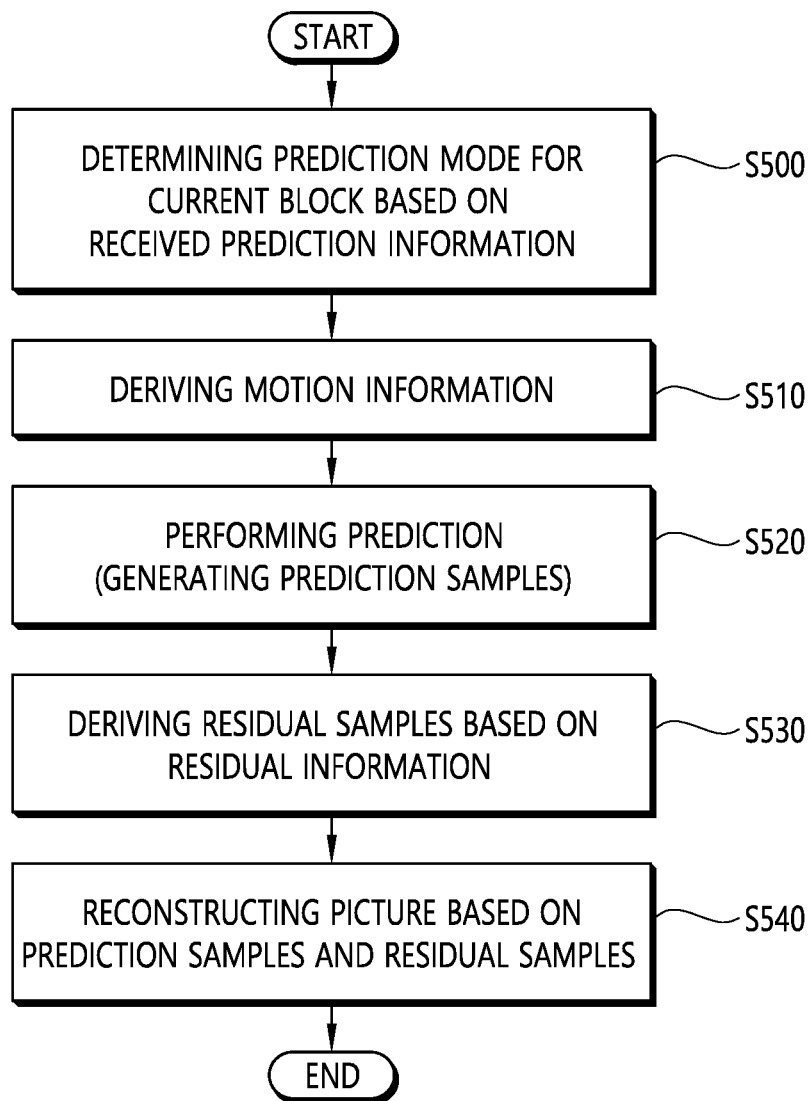 START
DETERMINING PREDICTION MODE FOR
CURRENT BLOCK BASED ON
RECEIVED PREDICTION INFORMATION
S500
DERIVING MOTION INFORMATION
S510
PERFORMING PREDICTION
(GENERATING PREDICTION SAMPLES)
S520
DERIVING RESIDUAL SAMPLES BASED ON
RESIDUAL INFORMATION
S530
RECONSTRUCTING PICTURE BASED ON
PREDICTION SAMPLES AND RESIDUAL SAMPLES
S540
END